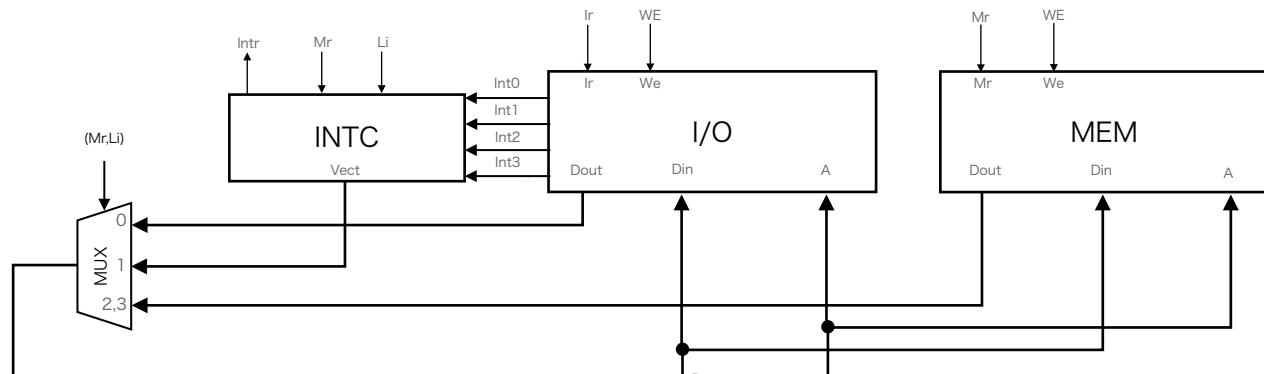 Ir WE Mr WE
Intr Mr Li
Int0
Int1
Int2
Int3
Ir We
I/O
Dout Din A
Mr We
MEM
Dout Din A
INTC
Vect
(Mr,Li)
MUX
0
1
2,3